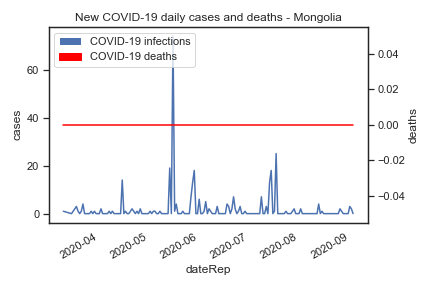 New COVID-19 daily cases and deaths - Mongolia
COVID-19 infections
COVID-19 deaths
60
40
20
0
cases
0.04
0.02
0.00
−0.02
−0.04
deaths
2020-04
2020-05
2020-06
2020-07
2020-08
2020-09
dateRep